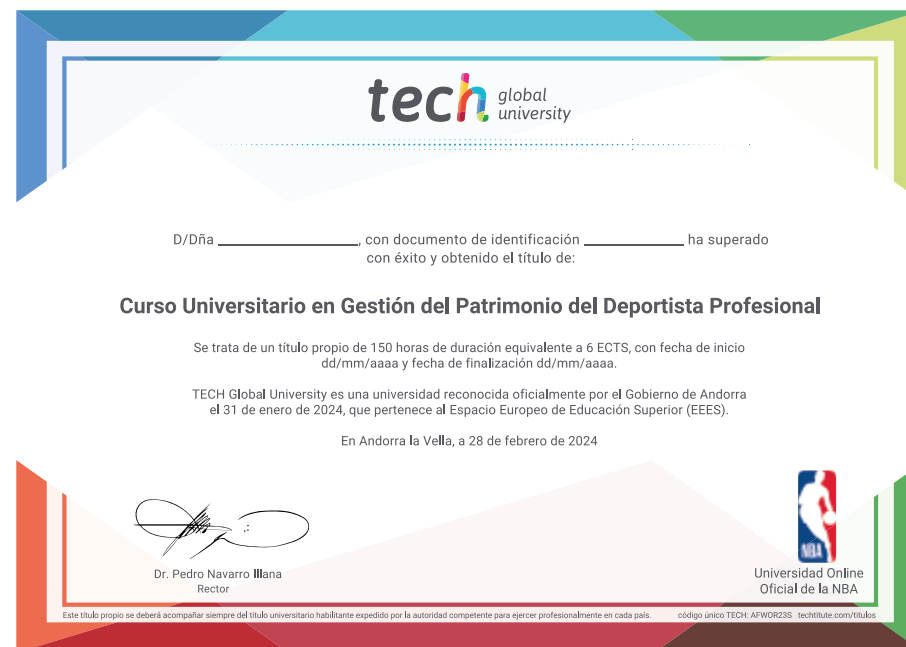 tech global university
D/Dña ____________________, con documento de identificación ______________ ha superado
con éxito y obtenido el título de:
Curso Universitario en Gestión del Patrimonio del Deportista Profesional
Se trata de un título propio de 150 horas de duración equivalente a 6 ECTS, con fecha de inicio
dd/mm/aaaa y fecha de finalización dd/mm/aaaa.
TECH Global University es una universidad reconocida oficialmente por el Gobierno de Andorra
el 31 de enero de 2024, que pertenece al Espacio Europeo de Educación Superior (EEES).
En Andorra la Vella, a 28 de febrero de 2024
Dr. Pedro Navarro Illana
Rector
NBA
Universidad Online
Oficial de la NBA
Este título propio se deberá acompañar siempre del título universitario habilitante expedido por la autoridad competente para ejercer profesionalmente en cada país. código único TECH: AFWOR23S techtitute.com/titulos